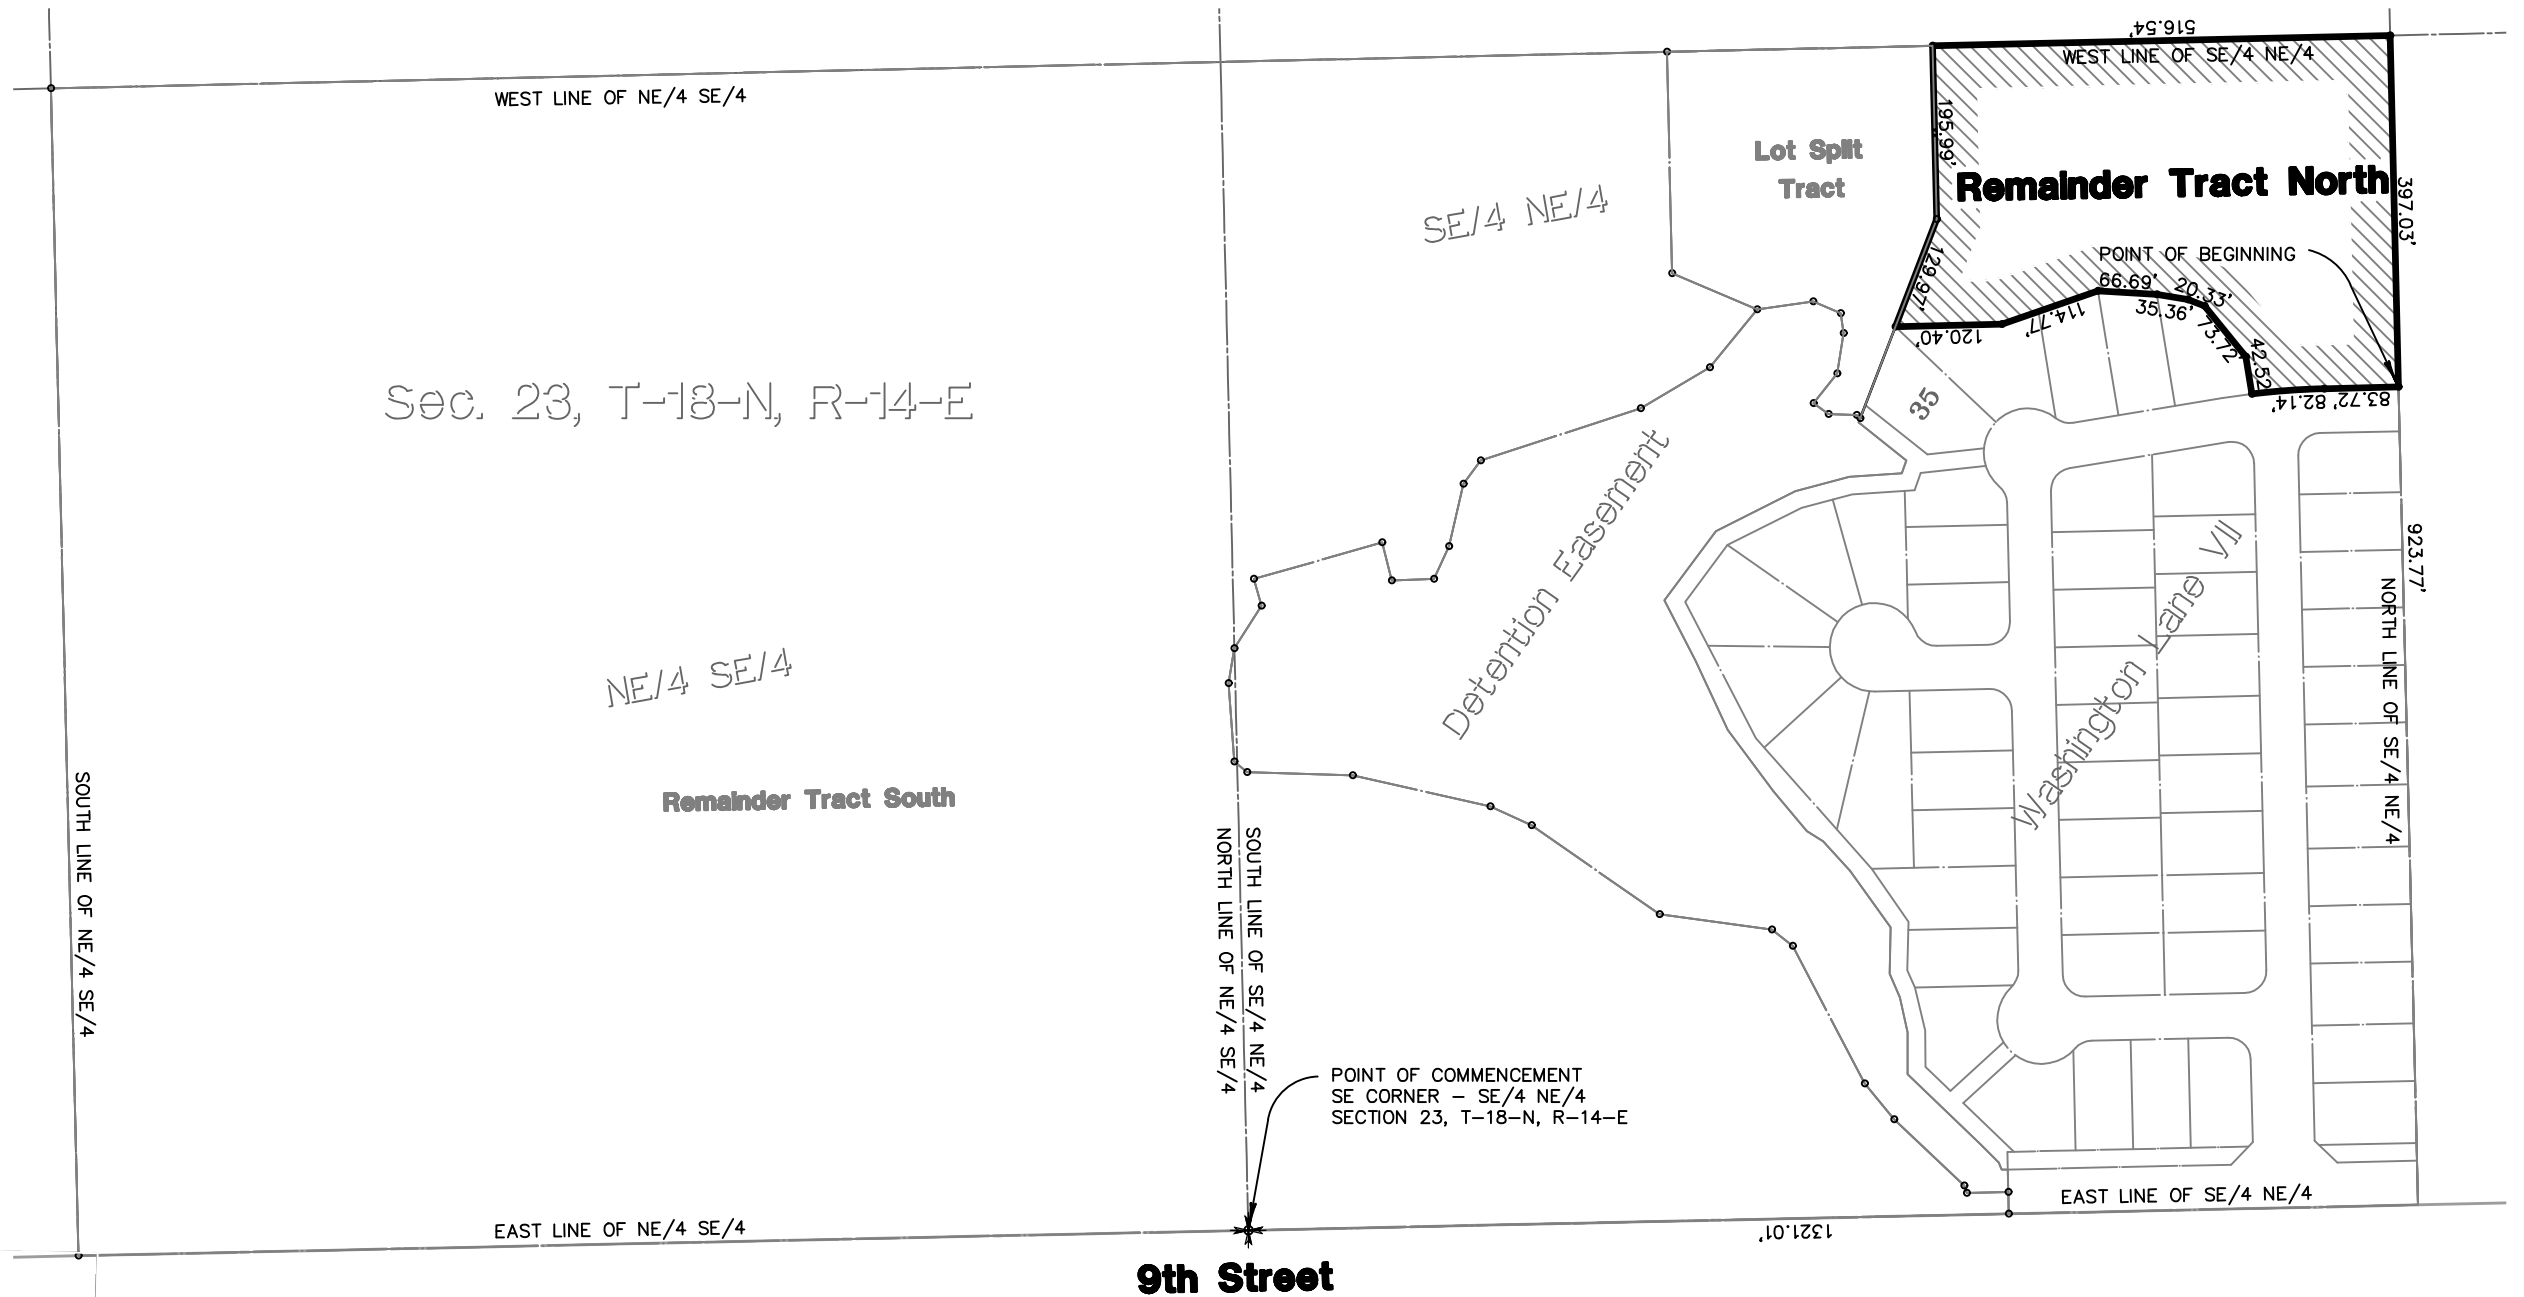 516.54'
WEST LINE OF SE/4 NE/4
WEST LINE OF NE/4 SE/4
195.99'
Lot Split
Tract
Remainder Tract North
397.03'
SE/4 NE/4
POINT OF BEGINNING
129.97'
66.69'
20.33'
35.36'
114.77'
120.40'
73.72'
42.52'
82.14'
83.72'
35
Sec. 23, T-18-N, R-14-E
Detention Easement
Washington Lane VII
923.77'
NORTH LINE OF SE/4 NE/4
NE/4 SE/4
Remainder Tract South
SOUTH LINE OF NE/4 SE/4
NORTH LINE OF NE/4 SE/4
SOUTH LINE OF SE/4 NE/4
POINT OF COMMENCEMENT
SE CORNER - SE/4 NE/4
SECTION 23, T-18-N, R-14-E
EAST LINE OF SE/4 NE/4
EAST LINE OF NE/4 SE/4
1321.01'
9th Street